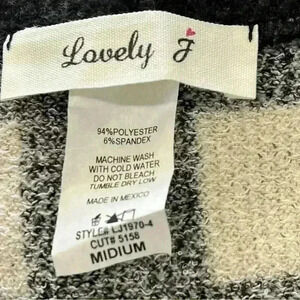 Lovely J
94%POLYESTER
6%SPANDEX
MACHINE WASH
WITH COLD WATER
DO NOT BLEACH
TUMBLE DRY LOW
MADE IN MEXICO
STYLE# LJ1970-4
CUT# 5158
MIDIUM